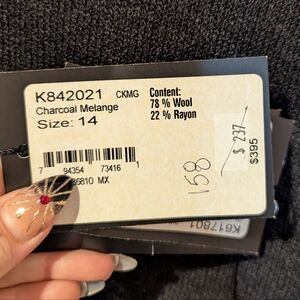 K842021 CKMG
Charcoal Melange
Size: 14
Content:
78 % Wool
22 % Rayon
7 94354 73416 1
6810 MX
158
$ 237
$395
K617801